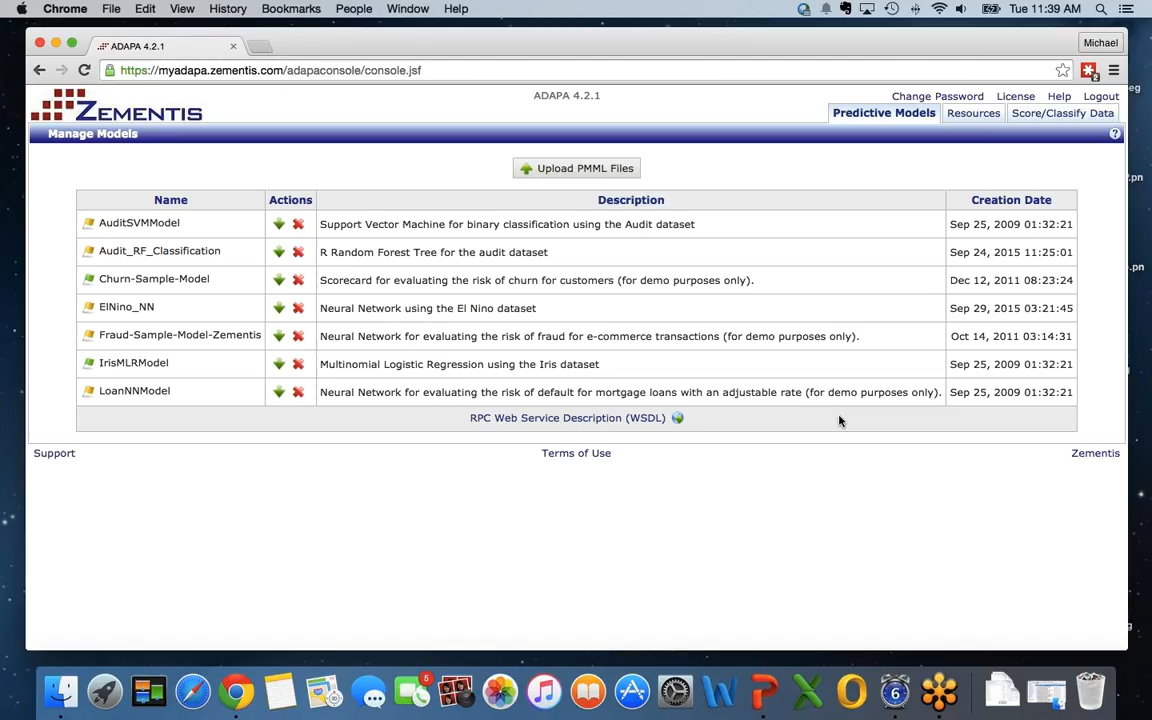 Chrome File Edit View History Bookmarks People Window Help Tue 11:39 AM
ADAPA 4.2.1 Michael
https://myadapa.zementis.com/adapaconsole/console.jsf
ZEMENTIS ADAPA 4.2.1 Change Password License Help Logout
Predictive Models Resources Score/Classify Data
Manage Models
Upload PMML Files
Name Actions Description Creation Date
AuditSVMModel Support Vector Machine for binary classification using the Audit dataset Sep 25, 2009 01:32:21
Audit_RF_Classification R Random Forest Tree for the audit dataset Sep 24, 2015 11:25:01
Churn-Sample-Model Scorecard for evaluating the risk of churn for customers (for demo purposes only). Dec 12, 2011 08:23:24
ElNino_NN Neural Network using the El Nino dataset Sep 29, 2015 03:21:45
Fraud-Sample-Model-Zementis Neural Network for evaluating the risk of fraud for e-commerce transactions (for demo purposes only). Oct 14, 2011 03:14:31
IrisMLRModel Multinomial Logistic Regression using the Iris dataset Sep 25, 2009 01:32:21
LoanNNModel Neural Network for evaluating the risk of default for mortgage loans with an adjustable rate (for demo purposes only). Sep 25, 2009 01:32:21
RPC Web Service Description (WSDL)
Support Terms of Use Zementis
5
6